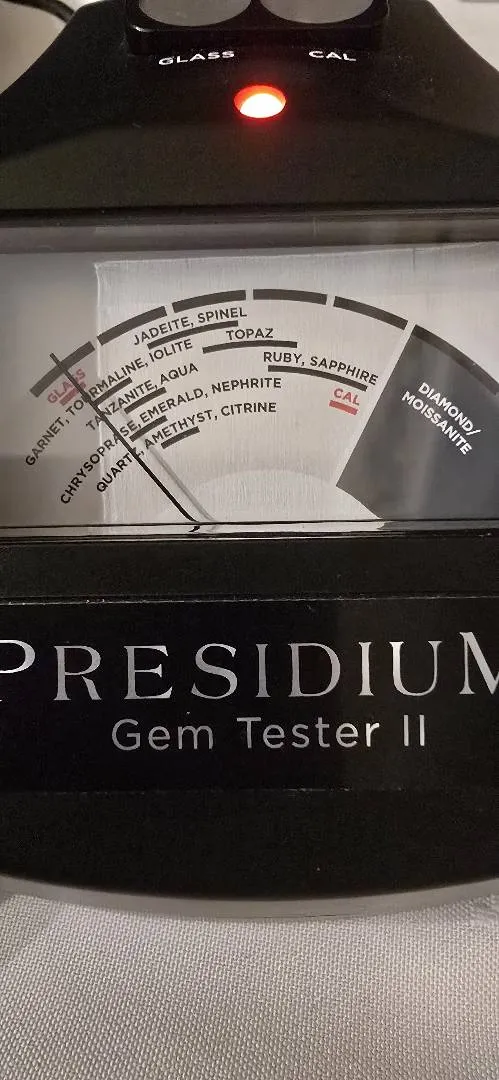 GLASS CAL
JADEITE, SPINEL
TOPAZ
GARNET, TOURMALINE, IOLITE
RUBY, SAPPHIRE
GLASS
TANZANITE, AQUA
CAL
CHRYSOPRASE, EMERALD, NEPHRITE
QUARTZ, AMETHYST, CITRINE
DIAMOND/
MOISSANITE
PRESIDIUM
Gem Tester II